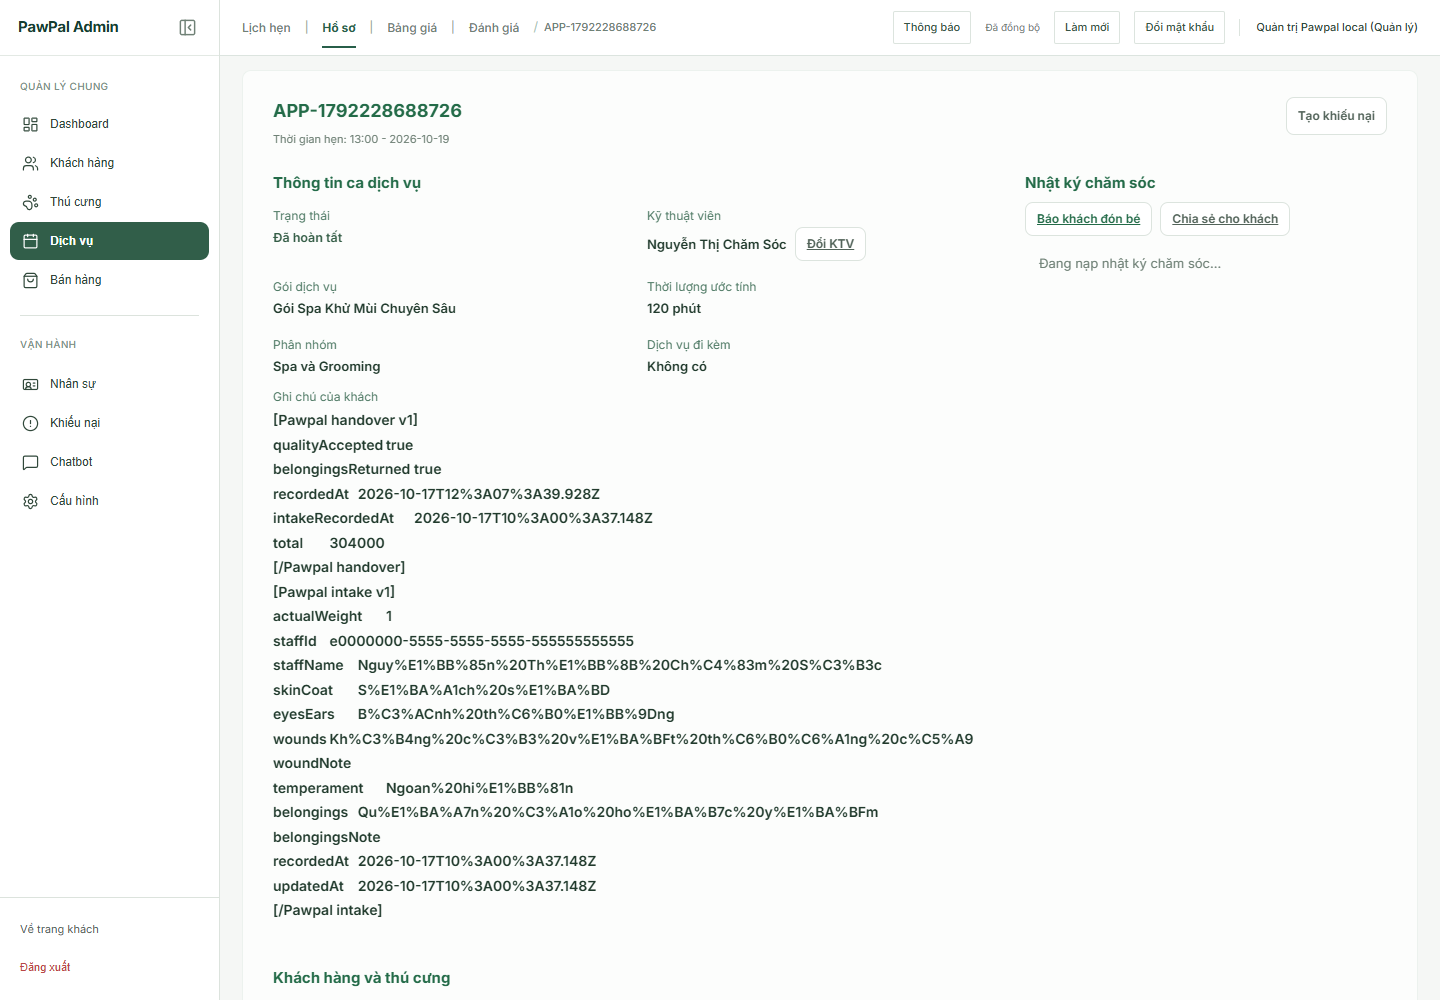 PawPal Admin
QUẢN LÝ CHUNG
Dashboard
Khách hàng
Thú cưng
Dịch vụ
Bán hàng
VẬN HÀNH
Nhân sự
Khiếu nại
Chatbot
Cấu hình
Về trang khách
Đăng xuất
Lịch hẹn | Hồ sơ | Bảng giá | Đánh giá / APP-1792228688726
Thông báo Đã đồng bộ Làm mới Đổi mật khẩu Quản trị Pawpal local (Quản lý)
APP-1792228688726
Thời gian hẹn: 13:00 - 2026-10-19
Tạo khiếu nại
Thông tin ca dịch vụ
Trạng thái
Đã hoàn tất
Kỹ thuật viên
Nguyễn Thị Chăm Sóc Đổi KTV
Gói dịch vụ
Gói Spa Khử Mùi Chuyên Sâu
Thời lượng ước tính
120 phút
Phân nhóm
Spa và Grooming
Dịch vụ đi kèm
Không có
Ghi chú của khách
[Pawpal handover v1]
qualityAccepted true
belongingsReturned true
recordedAt 2026-10-17T12%3A07%3A39.928Z
intakeRecordedAt 2026-10-17T10%3A00%3A37.148Z
total 304000
[/Pawpal handover]
[Pawpal intake v1]
actualWeight 1
staffId e0000000-5555-5555-5555-555555555555
staffName Nguy%E1%BB%85n%20Th%E1%BB%8B%20Ch%C4%83m%20S%C3%B3c
skinCoat S%E1%BA%A1ch%20s%E1%BA%BD
eyesEars B%C3%ACnh%20th%C6%B0%E1%BB%9Dng
wounds Kh%C3%B4ng%20c%C3%B3%20v%E1%BA%BFt%20th%C6%B0%C6%A1ng%20c%C5%A9
woundNote
temperament Ngoan%20hi%E1%BB%81n
belongings Qu%E1%BA%A7n%20%C3%A1o%20ho%E1%BA%B7c%20y%E1%BA%BFm
belongingsNote
recordedAt 2026-10-17T10%3A00%3A37.148Z
updatedAt 2026-10-17T10%3A00%3A37.148Z
[/Pawpal intake]
Khách hàng và thú cưng
Nhật ký chăm sóc
Báo khách đón bé Chia sẻ cho khách
Đang nạp nhật ký chăm sóc...